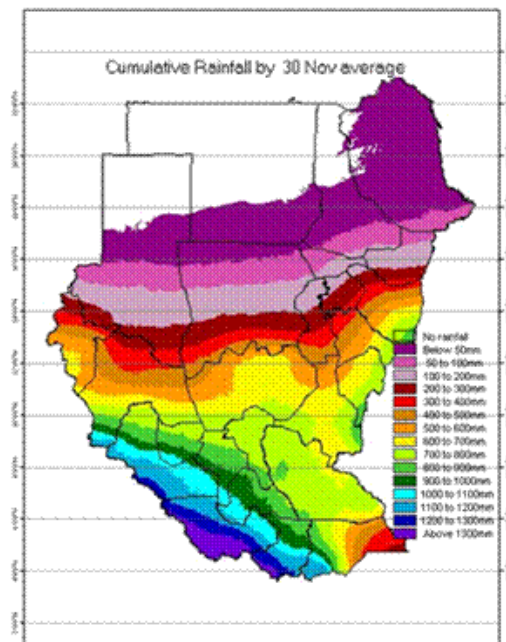 Cumulative Rainfall by 30 Nov average
No rainfall
Below 50mm
50 to 100mm
100 to 200mm
200 to 300mm
300 to 400mm
400 to 500mm
500 to 600mm
600 to 700mm
700 to 800mm
800 to 900mm
900 to 1000mm
1000 to 1100mm
1100 to 1200mm
1200 to 1300mm
Above 1300mm